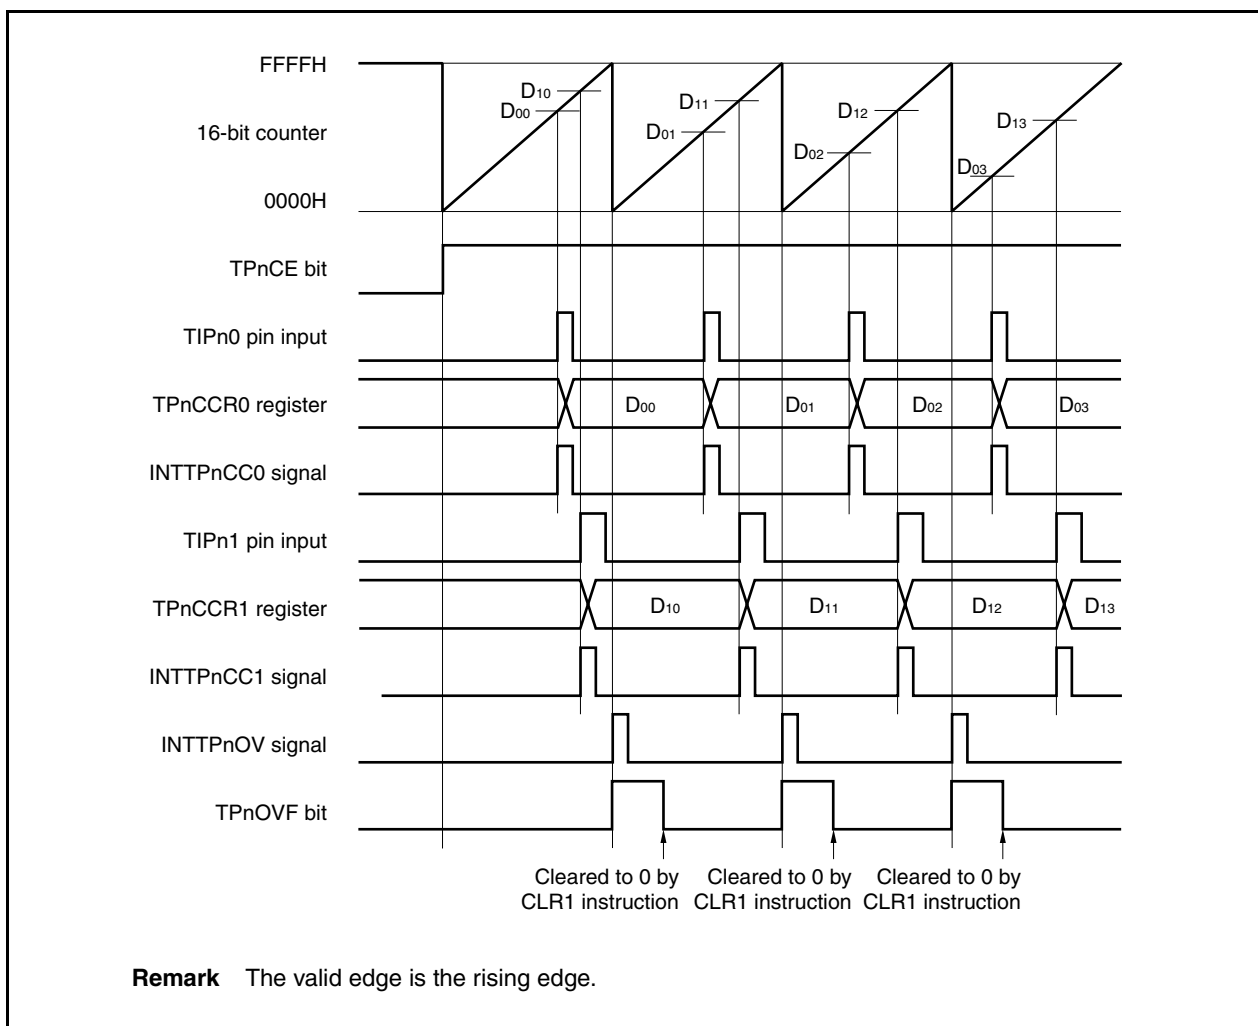 FFFFH
D10
D00
D11
D01
D12
D02
D13
D03
16-bit counter
0000H
TPnCE bit
TIPn0 pin input
TPnCCR0 register
D00
D01
D02
D03
INTTPnCC0 signal
TIPn1 pin input
TPnCCR1 register
D10
D11
D12
D13
INTTPnCC1 signal
INTTPnOV signal
TPnOVF bit
Cleared to 0 by
CLR1 instruction
Cleared to 0 by
CLR1 instruction
Cleared to 0 by
CLR1 instruction
Remark The valid edge is the rising edge.